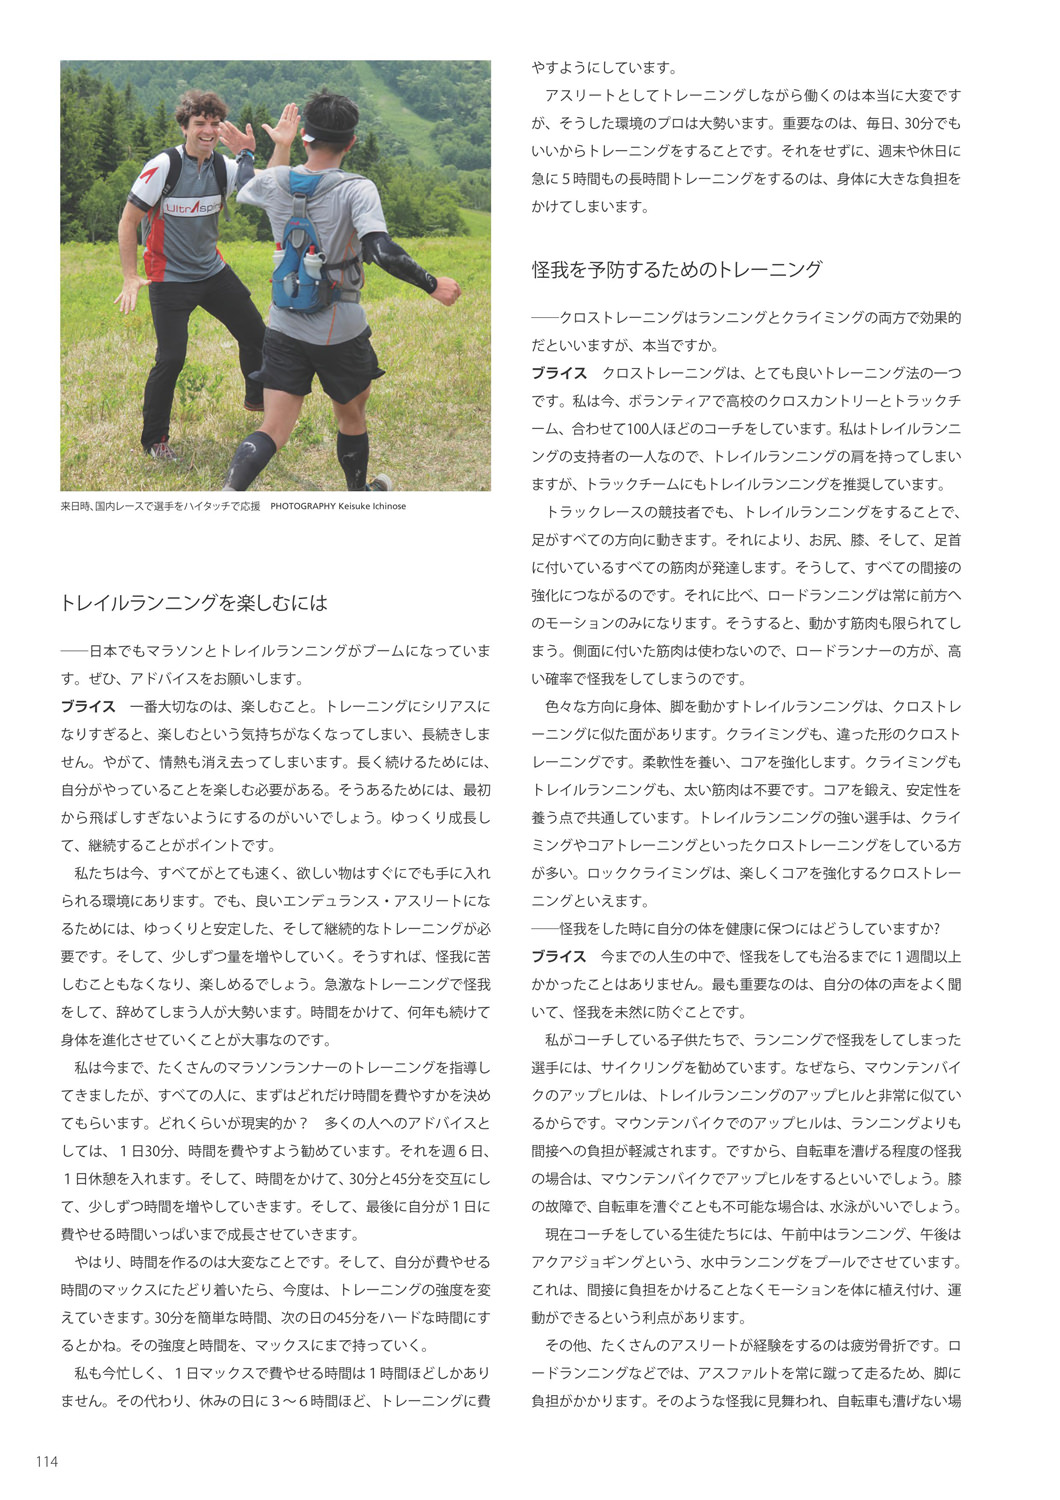 Ultraspire
来日時、国内レースで選手をハイタッチで応援　PHOTOGRAPHY Keisuke Ichinose
トレイルランニングを楽しむには
──日本でもマラソンとトレイルランニングがブームになっていま
す。ぜひ、アドバイスをお願いします。
ブライス　一番大切なのは、楽しむこと。トレーニングにシリアスに
なりすぎると、楽しむという気持ちがなくなってしまい、長続きしま
せん。やがて、情熱も消え去ってしまいます。長く続けるためには、
自分がやっていることを楽しむ必要がある。そうあるためには、最初
から飛ばしすぎないようにするのがいいでしょう。ゆっくり成長し
て、継続することがポイントです。
　私たちは今、すべてがとても速く、欲しい物はすぐにでも手に入れ
られる環境にあります。でも、良いエンデュランス・アスリートにな
るためには、ゆっくりと安定した、そして継続的なトレーニングが必
要です。そして、少しずつ量を増やしていく。そうすれば、怪我に苦
しむこともなくなり、楽しめるでしょう。急激なトレーニングで怪我
をして、辞めてしまう人が大勢います。時間をかけて、何年も続けて
身体を進化させていくことが大事なのです。
　私は今まで、たくさんのマラソンランナーのトレーニングを指導し
てきましたが、すべての人に、まずはどれだけ時間を費やすかを決め
てもらいます。どれくらいが現実的か？　多くの人へのアドバイスと
しては、１日30分、時間を費やすよう勧めています。それを週６日、
１日休憩を入れます。そして、時間をかけて、30分と45分を交互にし
て、少しずつ時間を増やしていきます。そして、最後に自分が１日に
費やせる時間いっぱいまで成長させていきます。
　やはり、時間を作るのは大変なことです。そして、自分が費やせる
時間のマックスにたどり着いたら、今度は、トレーニングの強度を変
えていきます。30分を簡単な時間、次の日の45分をハードな時間にす
るとかね。その強度と時間を、マックスにまで持っていく。
　私も今忙しく、１日マックスで費やせる時間は１時間ほどしかあり
ません。その代わり、休みの日に３〜６時間ほど、トレーニングに費
やすようにしています。
　アスリートとしてトレーニングしながら働くのは本当に大変です
が、そうした環境のプロは大勢います。重要なのは、毎日、30分でも
いいからトレーニングをすることです。それをせずに、週末や休日に
急に５時間もの長時間トレーニングをするのは、身体に大きな負担を
かけてしまいます。
怪我を予防するためのトレーニング
──クロストレーニングはランニングとクライミングの両方で効果的
だといいますが、本当ですか。
ブライス　クロストレーニングは、とても良いトレーニング法の一つ
です。私は今、ボランティアで高校のクロスカントリーとトラックチ
ーム、合わせて100人ほどのコーチをしています。私はトレイルランニ
ングの支持者の一人なので、トレイルランニングの肩を持ってしまい
ますが、トラックチームにもトレイルランニングを推奨しています。
　トラックレースの競技者でも、トレイルランニングをすることで、
足がすべての方向に動きます。それにより、お尻、膝、そして、足首
に付いているすべての筋肉が発達します。そうして、すべての間接の
強化につながるのです。それに比べ、ロードランニングは常に前方へ
のモーションのみになります。そうすると、動かす筋肉も限られてし
まう。側面に付いた筋肉は使わないので、ロードランナーの方が、高
い確率で怪我をしてしまうのです。
　色々な方向に身体、脚を動かすトレイルランニングは、クロストレ
ーニングに似た面があります。クライミングも、違った形のクロスト
レーニングです。柔軟性を養い、コアを強化します。クライミングも
トレイルランニングも、太い筋肉は不要です。コアを鍛え、安定性を
養う点で共通しています。トレイルランニングの強い選手は、クライ
ミングやコアトレーニングといったクロストレーニングをしている方
が多い。ロッククライミングは、楽しくコアを強化するクロストレー
ニングといえます。
──怪我をした時に自分の体を健康に保つにはどうしていますか?
ブライス　今までの人生の中で、怪我をしても治るまでに１週間以上
かかったことはありません。最も重要なのは、自分の体の声をよく聞
いて、怪我を未然に防ぐことです。
　私がコーチしている子供たちで、ランニングで怪我をしてしまった
選手には、サイクリングを勧めています。なぜなら、マウンテンバイ
クのアップヒルは、トレイルランニングのアップヒルと非常に似てい
るからです。マウンテンバイクでのアップヒルは、ランニングよりも
間接への負担が軽減されます。ですから、自転車を漕げる程度の怪我
の場合は、マウンテンバイクでアップヒルをするといいでしょう。膝
の故障で、自転車を漕ぐことも不可能な場合は、水泳がいいでしょう。
　現在コーチをしている生徒たちには、午前中はランニング、午後は
アクアジョギングという、水中ランニングをプールでさせています。
これは、間接に負担をかけることなくモーションを体に植え付け、運
動ができるという利点があります。
　その他、たくさんのアスリートが経験をするのは疲労骨折です。ロ
ードランニングなどでは、アスファルトを常に蹴って走るため、脚に
負担がかかります。そのような怪我に見舞われ、自転車も漕げない場
114